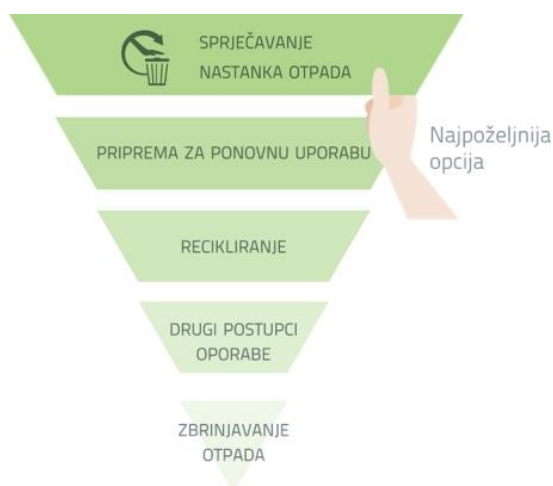 SPRJEČAVANJE
NASTANKA OTPADA
PRIPREMA ZA PONOVNU UPORABU
Najpoželjnija
opcija
RECIKLIRANJE
DRUGI POSTUPCI
OPORABE
ZBRINJAVANJE
OTPADA